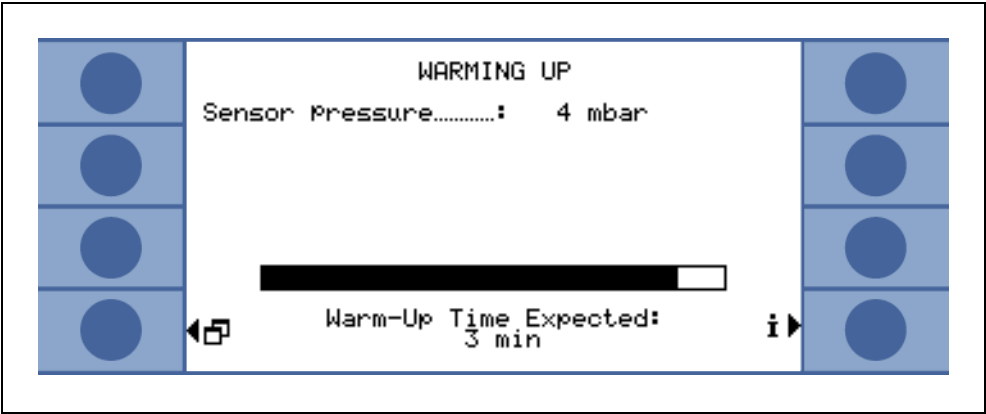 WARMING UP
Sensor Pressure...........: 4 mbar
Warm-Up Time Expected:
3 min
i